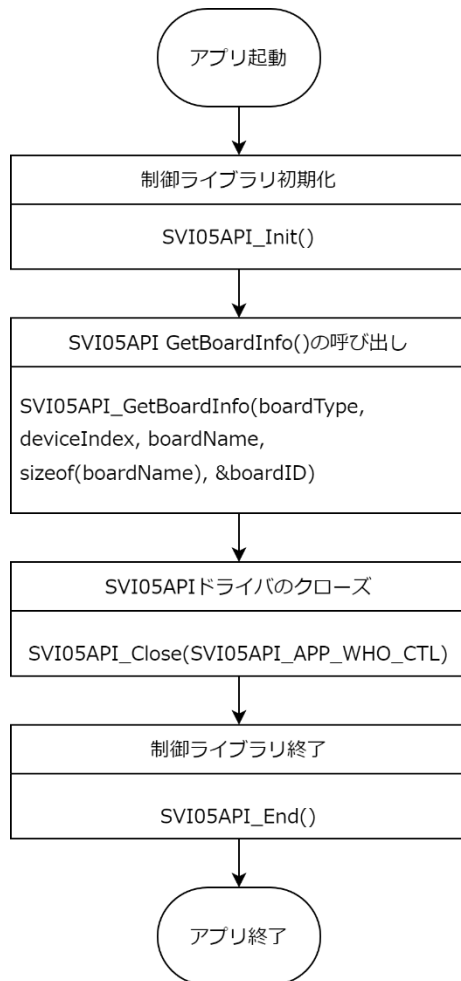 アプリ起動
制御ライブラリ初期化
SVI05API_Init()
SVI05API GetBoardInfo()の呼び出し
SVI05API_GetBoardInfo(boardType,
deviceIndex, boardName,
sizeof(boardName), &boardID)
SVI05APIドライバのクローズ
SVI05API_Close(SVI05API_APP_WHO_CTL)
制御ライブラリ終了
SVI05API_End()
アプリ終了